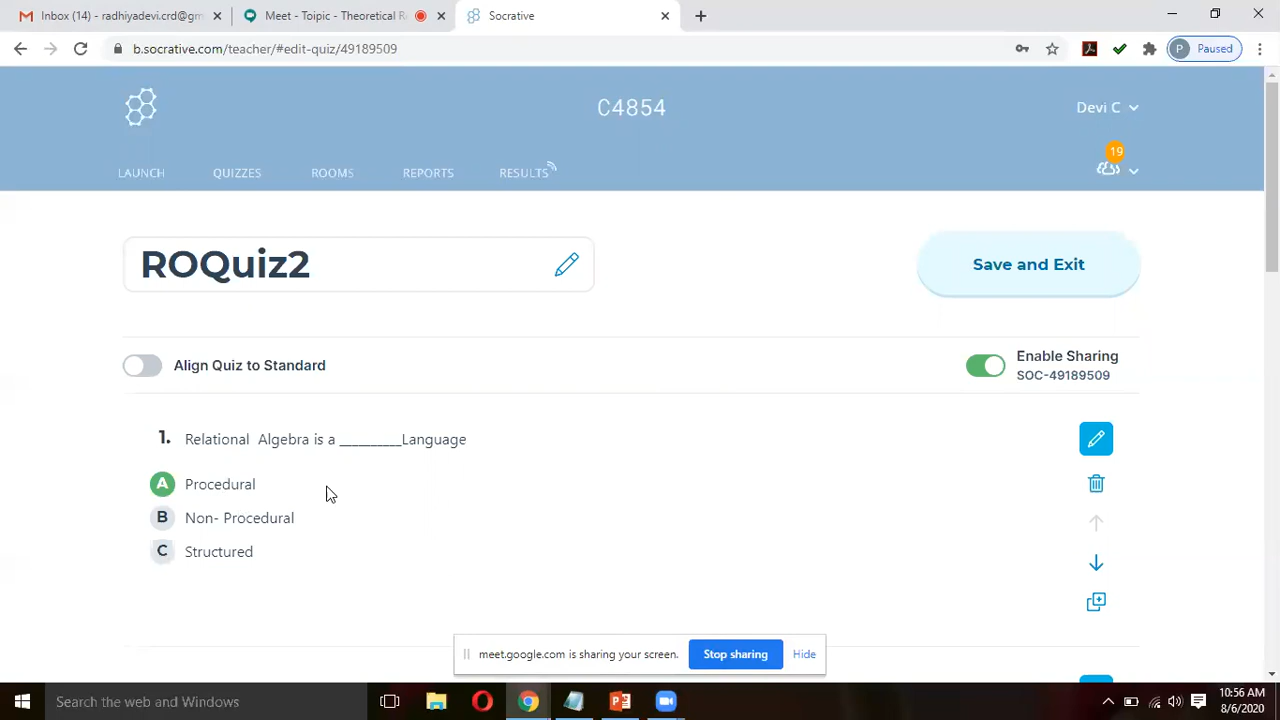 Inbox (14) - radhiyadevi.crd@gm
Meet - Toipic - Theoretical R
Socrative
b.socrative.com/teacher/#edit-quiz/49189509
P Paused
C4854
Devi C
19
LAUNCH QUIZZES ROOMS REPORTS RESULTS
ROQuiz2
Save and Exit
Align Quiz to Standard
Enable Sharing
SOC-49189509
1. Relational Algebra is a __________Language
A Procedural
B Non- Procedural
C Structured
meet.google.com is sharing your screen. Stop sharing Hide
Search the web and Windows
10:56 AM
8/6/2020